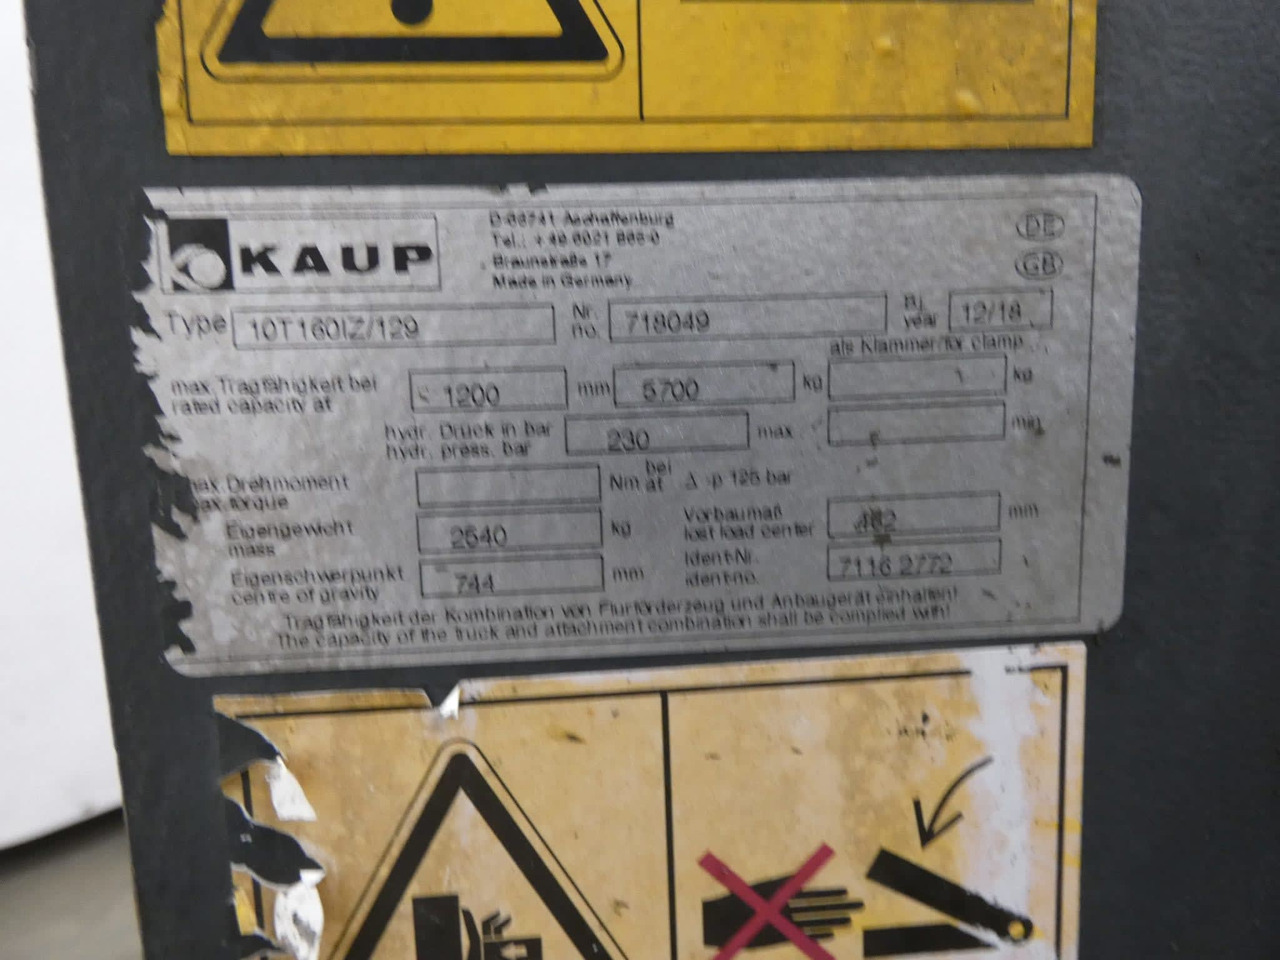 KAUP
D-63741 Aschaffenburg
Tel.: +49 6021 865-0
Braunstraße 17
Made in Germany
DE
GB
Type 10T160IZ/129 Nr. no. 718049 Bj. year 12/18
als Klammer/for clamp
max. Tragfähigkeit bei
rated capacity at 1200 mm 5700 kg kg
hydr. Druck in bar
hydr. press. bar 230 max. min.
max. Drehmoment
max. torque Nm bei at Δ p 125 bar
Eigengewicht
mass 2540 kg
Vorbaumaß
lost load center 482 mm
Eigenschwerpunkt
centre of gravity 744 mm
Ident-Nr.
ident-no. 7116 2772
Tragfähigkeit der Kombination von Flurförderzeug und Anbaugerät einhalten!
The capacity of the truck and attachment combination shall be complied with!